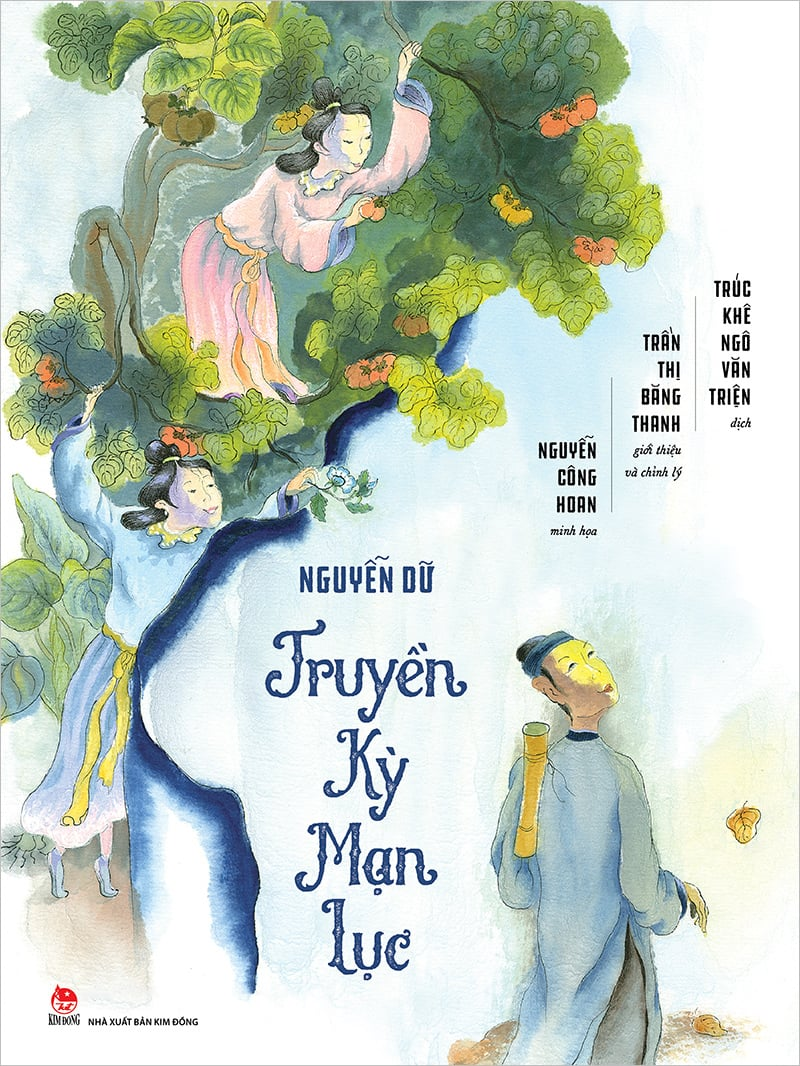 TRÚC
KHÊ
NGÔ
VĂN
TRIỆN
dịch
TRẦN
THỊ
BĂNG
THANH
giới thiệu
và chỉnh lý
NGUYỄN
CÔNG
HOAN
minh họa
NGUYỄN DỮ
Truyền
Kỳ
Mạn
Lục
KIM ĐỒNG
NHÀ XUẤT BẢN KIM ĐỒNG